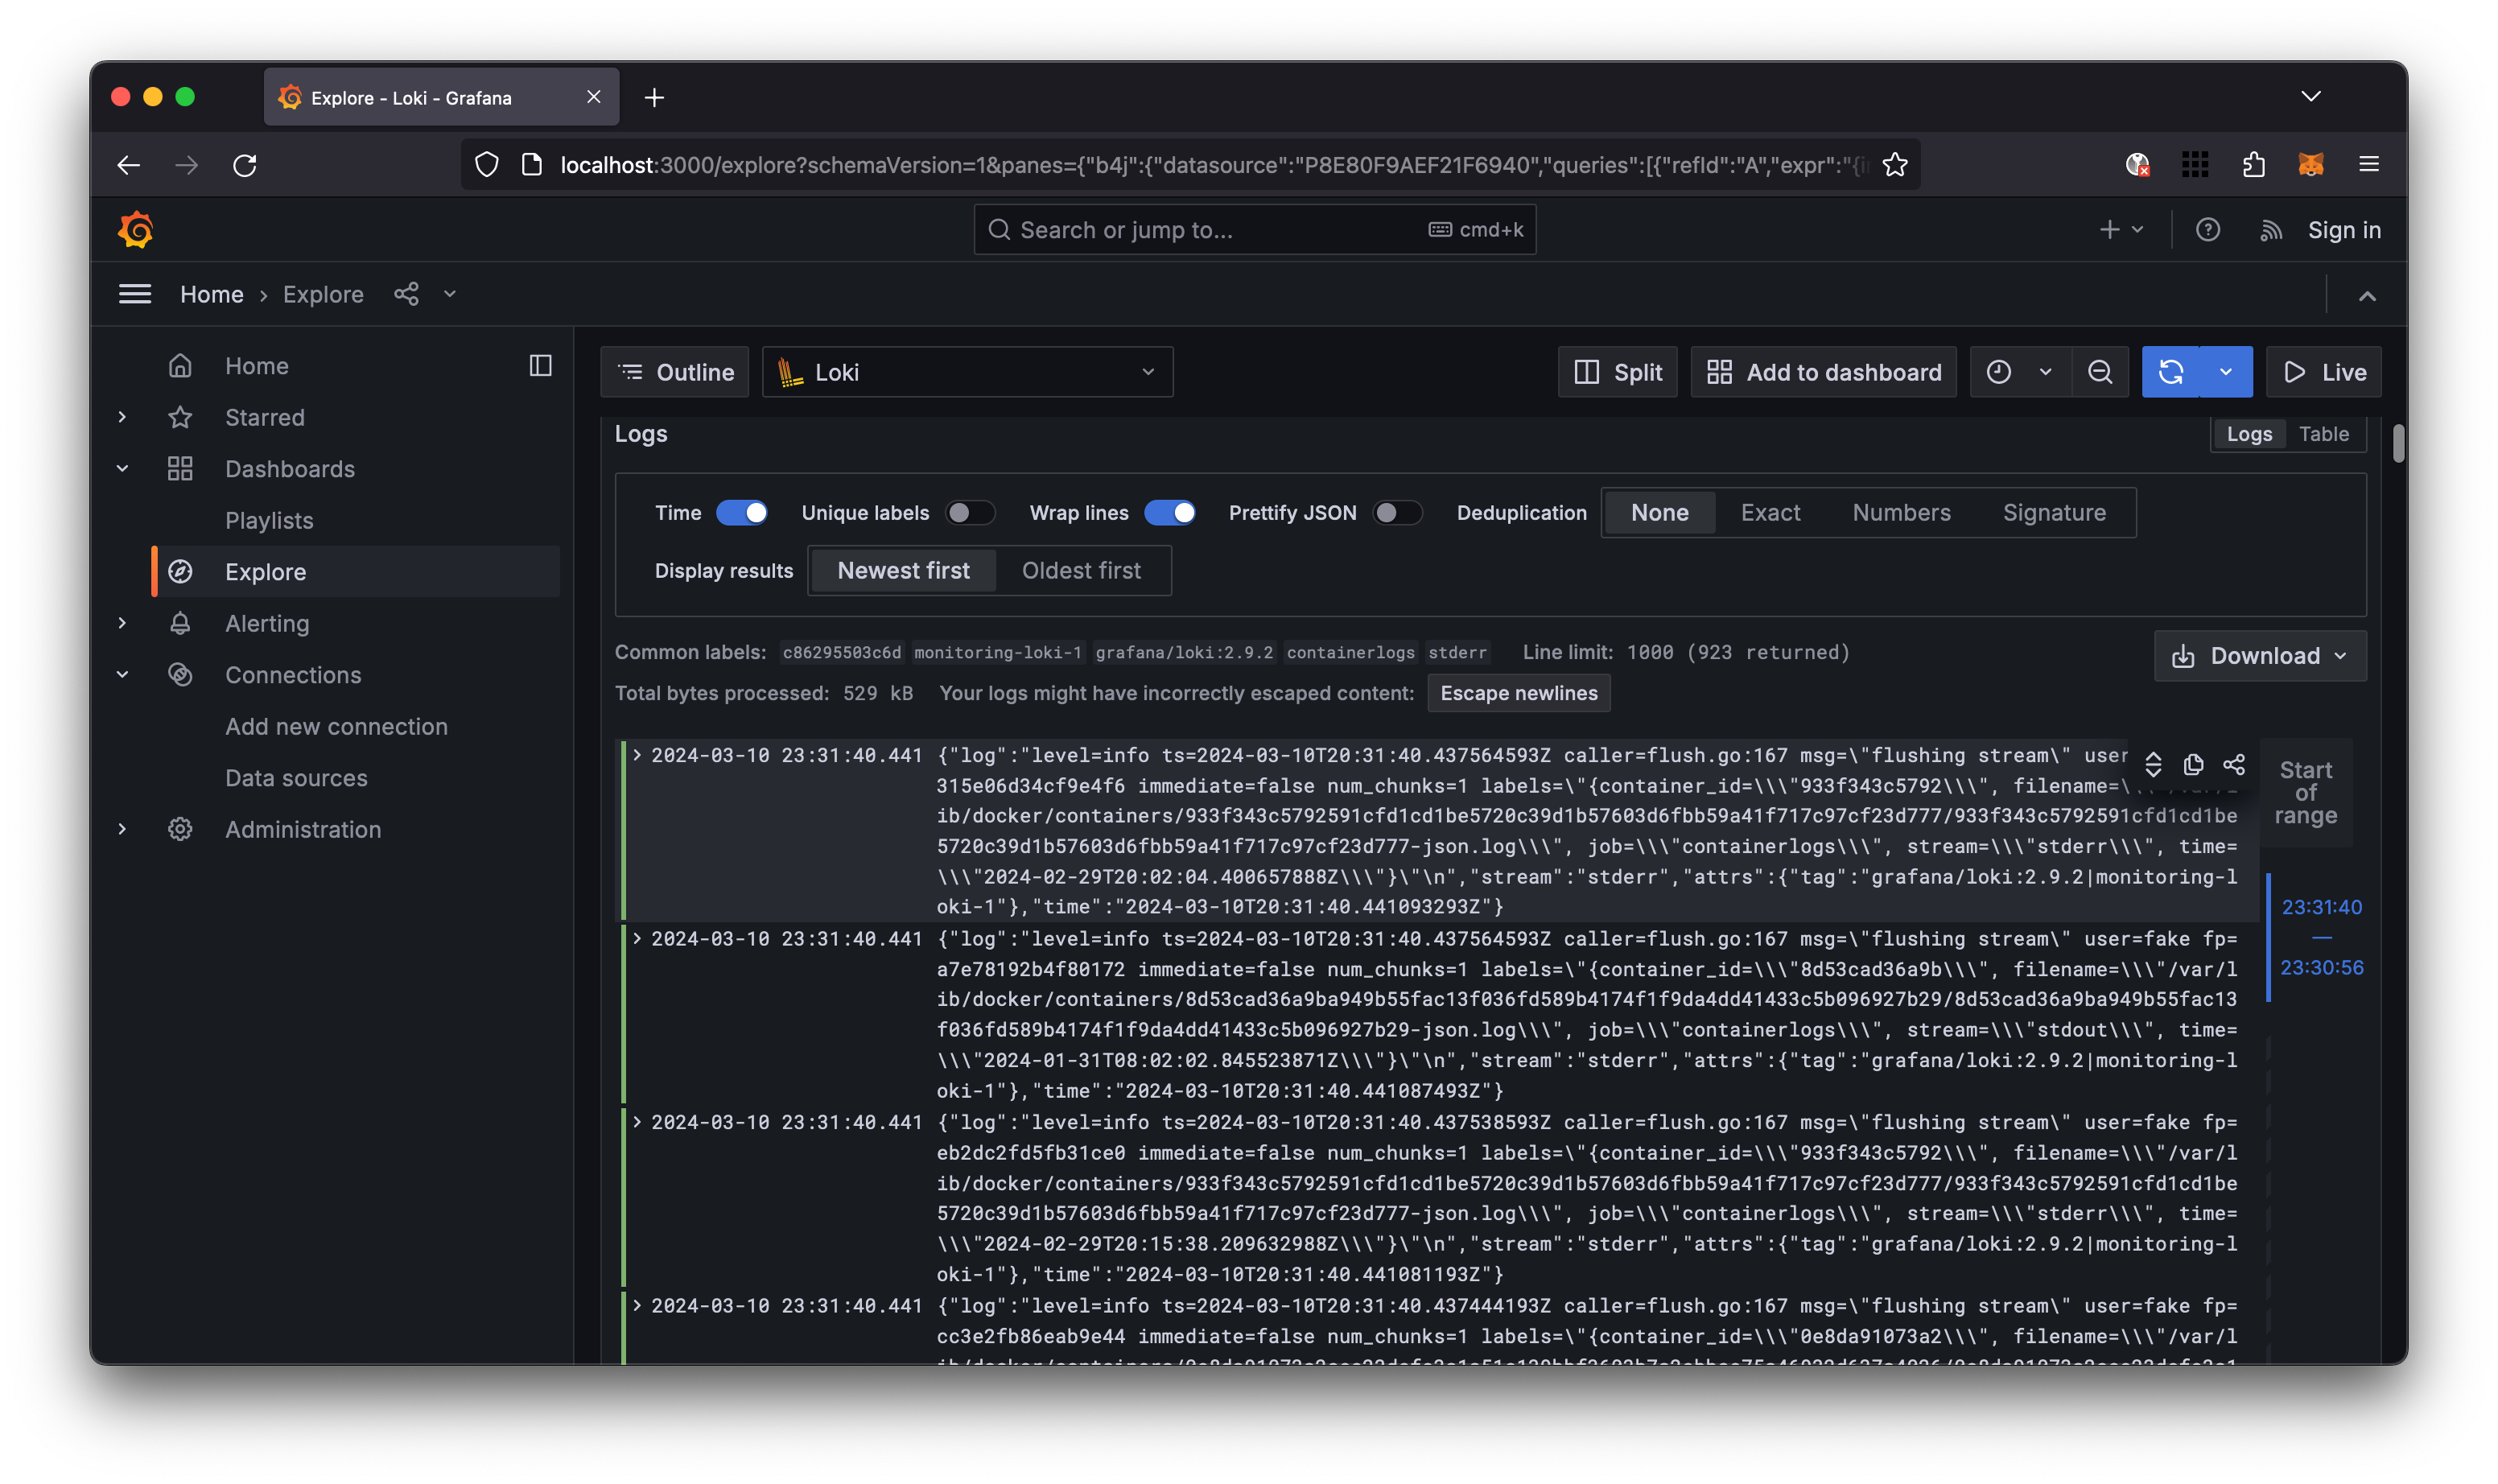 Explore - Loki - Grafana
localhost:3000/explore?schemaVersion=1&panes={"b4j":{"datasource":"P8E80F9AEF21F6940","queries":[{"refId":"A","expr":"{i
Search or jump to... cmd+k
Sign in
Home › Explore
Home
Starred
Dashboards
Playlists
Explore
Alerting
Connections
Add new connection
Data sources
Administration
Outline Loki Split Add to dashboard Live
Logs Logs Table
Time Unique labels Wrap lines Prettify JSON Deduplication None Exact Numbers Signature
Display results Newest first Oldest first
Common labels: c86295503c6d monitoring-loki-1 grafana/loki:2.9.2 containerlogs stderr Line limit: 1000 (923 returned)
Download
Total bytes processed: 529 kB Your logs might have incorrectly escaped content: Escape newlines
2024-03-10 23:31:40.441 {"log":"level=info ts=2024-03-10T20:31:40.437564593Z caller=flush.go:167 msg=\"flushing stream\" user
315e06d34cf9e4f6 immediate=false num_chunks=1 labels=\"{container_id=\\\"933f343c5792\\\", filename=\
ib/docker/containers/933f343c5792591cfd1cd1be5720c39d1b57603d6fbb59a41f717c97cf23d777/933f343c5792591cfd1cd1be
5720c39d1b57603d6fbb59a41f717c97cf23d777-json.log\\\", job=\\\"containerlogs\\\", stream=\\\"stderr\\\", time=
\\\"2024-02-29T20:02:04.400657888Z\\\"}\"\n","stream":"stderr","attrs":{"tag":"grafana/loki:2.9.2|monitoring-l
oki-1"},"time":"2024-03-10T20:31:40.441093293Z"}
2024-03-10 23:31:40.441 {"log":"level=info ts=2024-03-10T20:31:40.437564593Z caller=flush.go:167 msg=\"flushing stream\" user=fake fp=
a7e78192b4f80172 immediate=false num_chunks=1 labels=\"{container_id=\\\"8d53cad36a9b\\\", filename=\\\"/var/l
ib/docker/containers/8d53cad36a9ba949b55fac13f036fd589b4174f1f9da4dd41433c5b096927b29/8d53cad36a9ba949b55fac13
f036fd589b4174f1f9da4dd41433c5b096927b29-json.log\\\", job=\\\"containerlogs\\\", stream=\\\"stdout\\\", time=
\\\"2024-01-31T08:02:02.845523871Z\\\"}\"\n","stream":"stderr","attrs":{"tag":"grafana/loki:2.9.2|monitoring-l
oki-1"},"time":"2024-03-10T20:31:40.441087493Z"}
2024-03-10 23:31:40.441 {"log":"level=info ts=2024-03-10T20:31:40.437538593Z caller=flush.go:167 msg=\"flushing stream\" user=fake fp=
eb2dc2fd5fb31ce0 immediate=false num_chunks=1 labels=\"{container_id=\\\"933f343c5792\\\", filename=\\\"/var/l
ib/docker/containers/933f343c5792591cfd1cd1be5720c39d1b57603d6fbb59a41f717c97cf23d777/933f343c5792591cfd1cd1be
5720c39d1b57603d6fbb59a41f717c97cf23d777-json.log\\\", job=\\\"containerlogs\\\", stream=\\\"stderr\\\", time=
\\\"2024-02-29T20:15:38.209632988Z\\\"}\"\n","stream":"stderr","attrs":{"tag":"grafana/loki:2.9.2|monitoring-l
oki-1"},"time":"2024-03-10T20:31:40.441081193Z"}
2024-03-10 23:31:40.441 {"log":"level=info ts=2024-03-10T20:31:40.437444193Z caller=flush.go:167 msg=\"flushing stream\" user=fake fp=
cc3e2fb86eab9e44 immediate=false num_chunks=1 labels=\"{container_id=\\\"0e8da91073a2\\\", filename=\\\"/var/l
Start
of
range
23:31:40
—
23:30:56